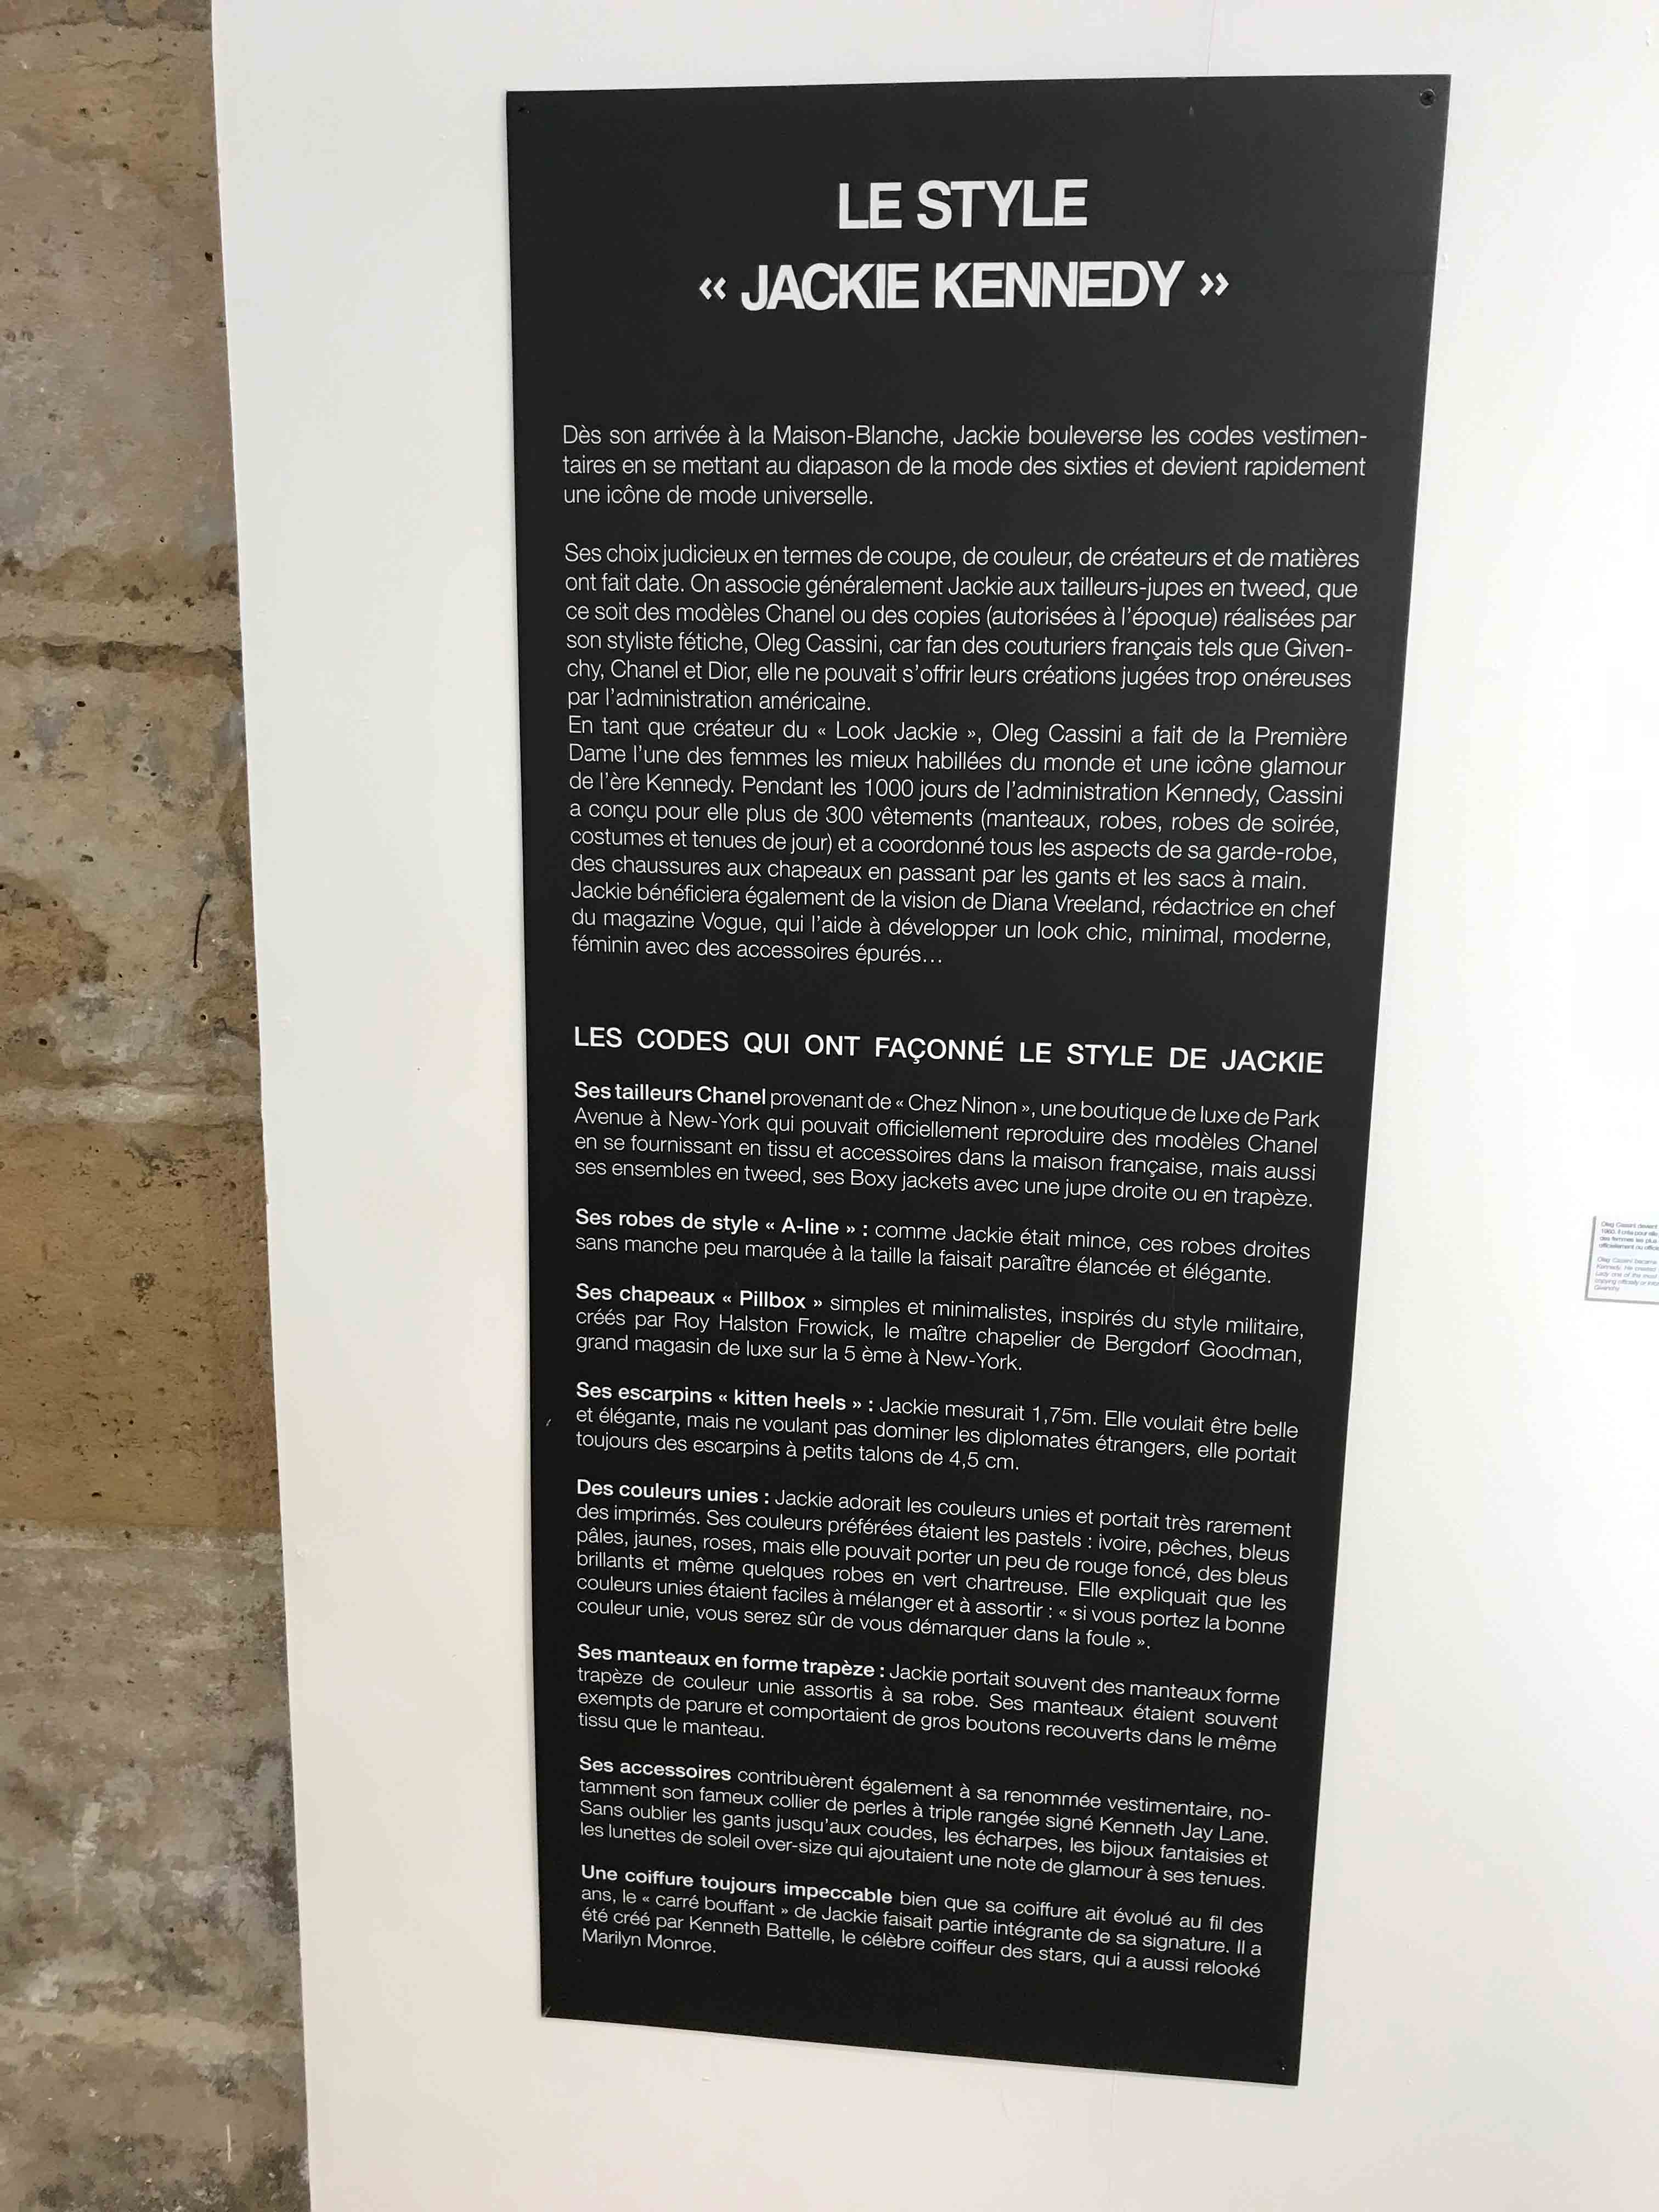 LE STYLE
« JACKIE KENNEDY »
Dès son arrivée à la Maison-Blanche, Jackie bouleverse les codes vestimen-
taires en se mettant au diapason de la mode des sixties et devient rapidement
une icône de mode universelle.
Ses choix judicieux en termes de coupe, de couleur, de créateurs et de matières
ont fait date. On associe généralement Jackie aux tailleurs-jupes en tweed, que
ce soit des modèles Chanel ou des copies (autorisées à l'époque) réalisées par
son styliste fétiche, Oleg Cassini, car fan des couturiers français tels que Given-
chy, Chanel et Dior, elle ne pouvait s'offrir leurs créations jugées trop onéreuses
par l'administration américaine.
En tant que créateur du « Look Jackie », Oleg Cassini a fait de la Première
Dame l'une des femmes les mieux habillées du monde et une icône glamour
de l'ère Kennedy. Pendant les 1000 jours de l'administration Kennedy, Cassini
a conçu pour elle plus de 300 vêtements (manteaux, robes, robes de soirée,
costumes et tenues de jour) et a coordonné tous les aspects de sa garde-robe,
des chaussures aux chapeaux en passant par les gants et les sacs à main.
Jackie bénéficiera également de la vision de Diana Vreeland, rédactrice en chef
du magazine Vogue, qui l'aide à développer un look chic, minimal, moderne,
féminin avec des accessoires épurés…
LES CODES QUI ONT FAÇONNÉ LE STYLE DE JACKIE
Ses tailleurs Chanel provenant de « Chez Ninon », une boutique de luxe de Park
Avenue à New-York qui pouvait officiellement reproduire des modèles Chanel
en se fournissant en tissu et accessoires dans la maison française, mais aussi
ses ensembles en tweed, ses Boxy jackets avec une jupe droite ou en trapèze.
Ses robes de style « A-line » : comme Jackie était mince, ces robes droites
sans manche peu marquée à la taille la faisait paraître élancée et élégante.
Ses chapeaux « Pillbox » simples et minimalistes, inspirés du style militaire,
créés par Roy Halston Frowick, le maître chapelier de Bergdorf Goodman,
grand magasin de luxe sur la 5 ème à New-York.
Ses escarpins « kitten heels » : Jackie mesurait 1,75m. Elle voulait être belle
et élégante, mais ne voulant pas dominer les diplomates étrangers, elle portait
toujours des escarpins à petits talons de 4,5 cm.
Des couleurs unies : Jackie adorait les couleurs unies et portait très rarement
des imprimés. Ses couleurs préférées étaient les pastels : ivoire, pêches, bleus
pâles, jaunes, roses, mais elle pouvait porter un peu de rouge foncé, des bleus
brillants et même quelques robes en vert chartreuse. Elle expliquait que les
couleurs unies étaient faciles à mélanger et à assortir : « si vous portez la bonne
couleur unie, vous serez sûr de vous démarquer dans la foule ».
Ses manteaux en forme trapèze : Jackie portait souvent des manteaux forme
trapèze de couleur unie assortis à sa robe. Ses manteaux étaient souvent
exempts de parure et comportaient de gros boutons recouverts dans le même
tissu que le manteau.
Ses accessoires contribuèrent également à sa renommée vestimentaire, no-
tamment son fameux collier de perles à triple rangée signé Kenneth Jay Lane.
Sans oublier les gants jusqu'aux coudes, les écharpes, les bijoux fantaisies et
les lunettes de soleil over-size qui ajoutaient une note de glamour à ses tenues.
Une coiffure toujours impeccable bien que sa coiffure ait évolué au fil des
ans, le « carré bouffant » de Jackie faisait partie intégrante de sa signature. Il a
été créé par Kenneth Battelle, le célèbre coiffeur des stars, qui a aussi relooké
Marilyn Monroe.
Oleg Cassini devient
1960. Il créa pour elle
des femmes les plus
officiellement ou
Oleg Cassini became
Kennedy. He created
Lady one of the most
copying officially or
Givenchy